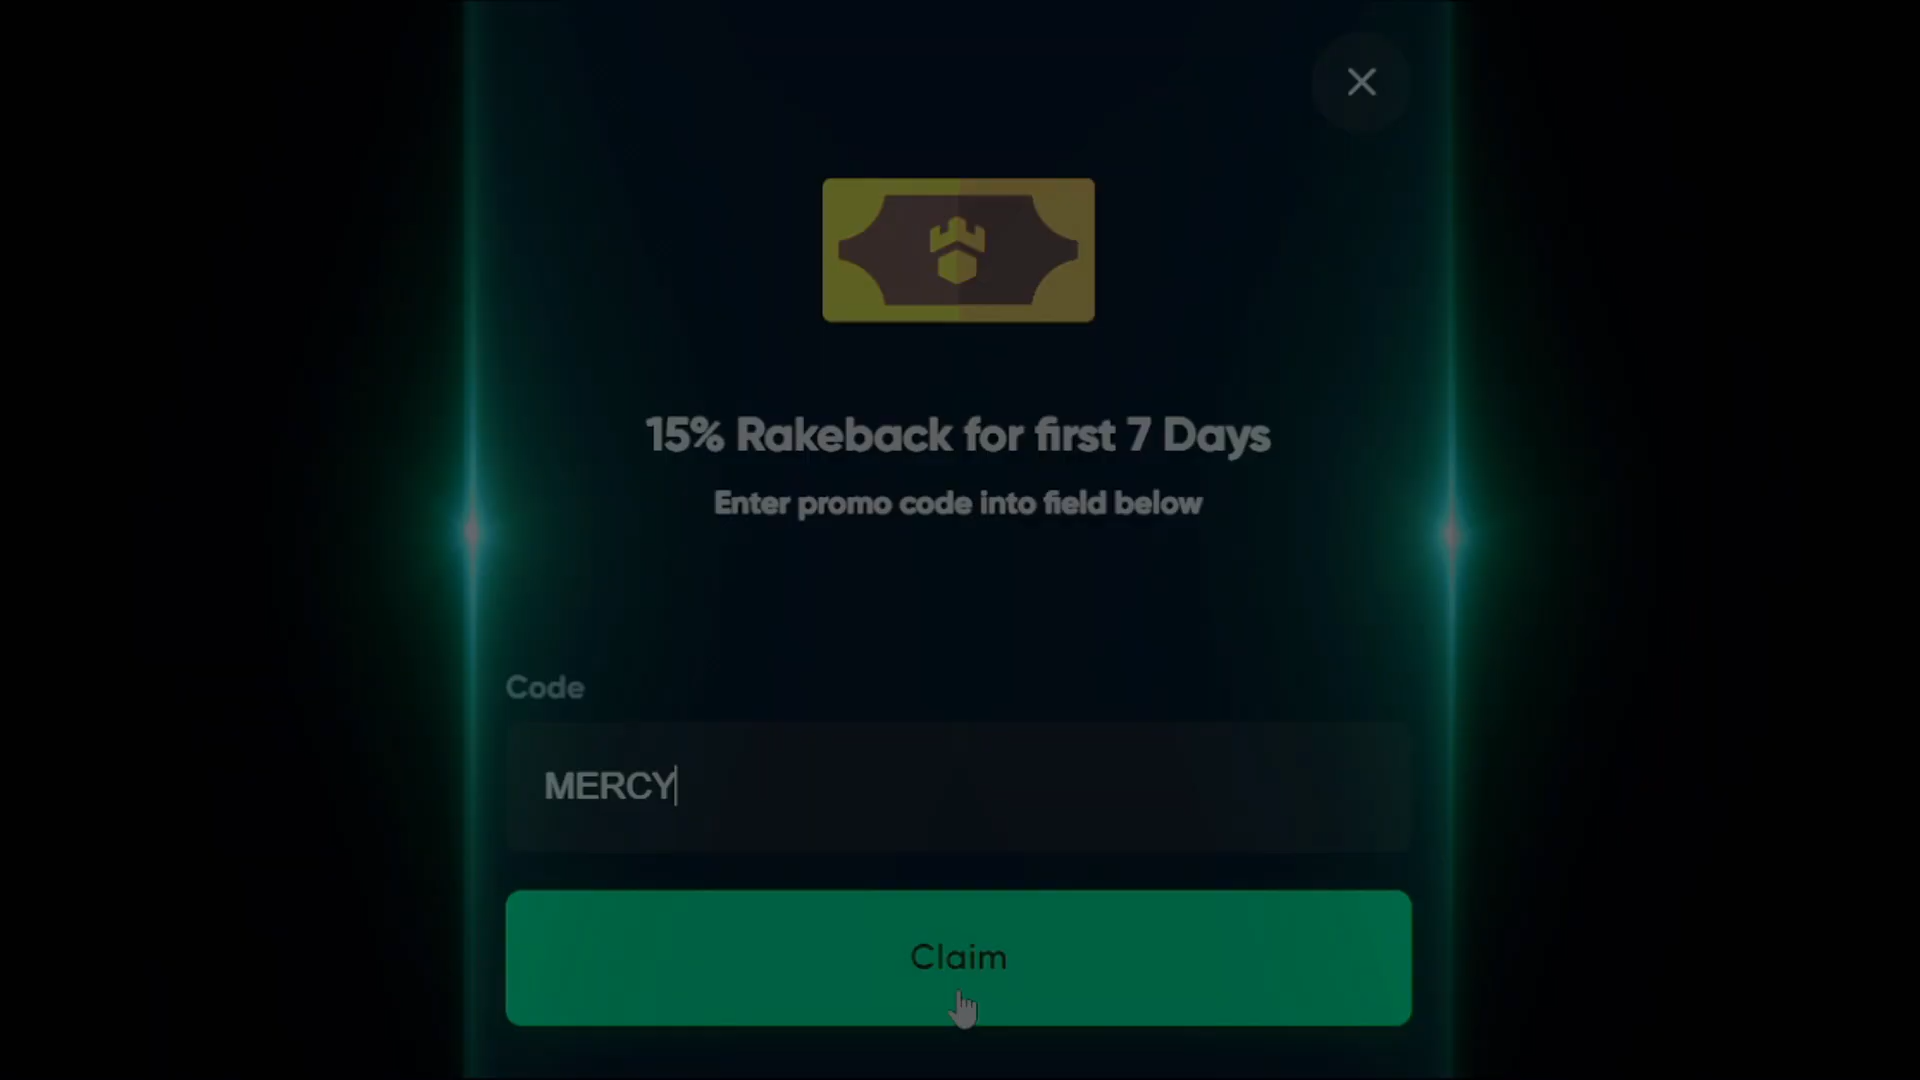 15% Rakeback for first 7 Days
Enter promo code into field below
Code
MERCY
Claim